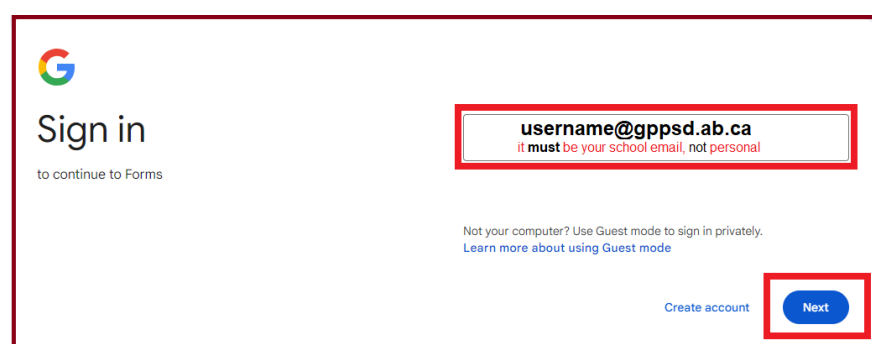 Sign in
to continue to Forms
username@gppsd.ab.ca
it must be your school email, not personal
Not your computer? Use Guest mode to sign in privately.
Learn more about using Guest mode
Create account
Next